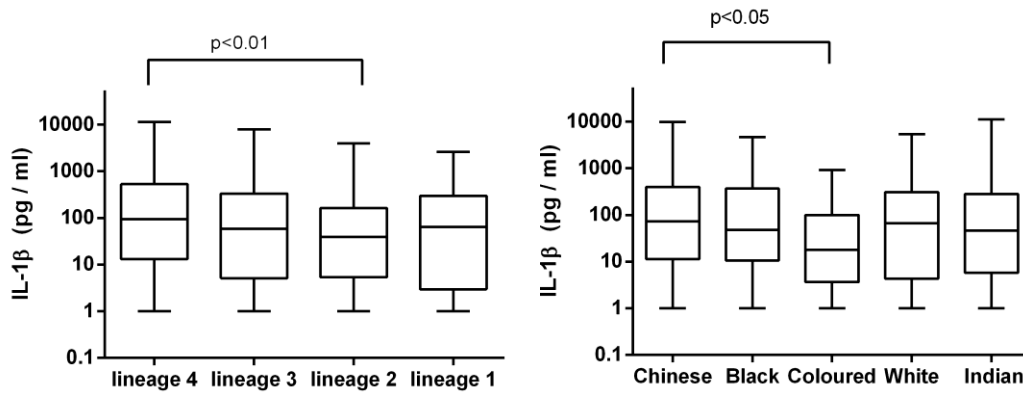 p<0.01
IL-1β (pg / ml)
10000
1000
100
10
1
0.1
lineage 4 lineage 3 lineage 2 lineage 1
p<0.05
IL-1β (pg / ml)
10000
1000
100
10
1
0.1
Chinese Black Coloured White Indian